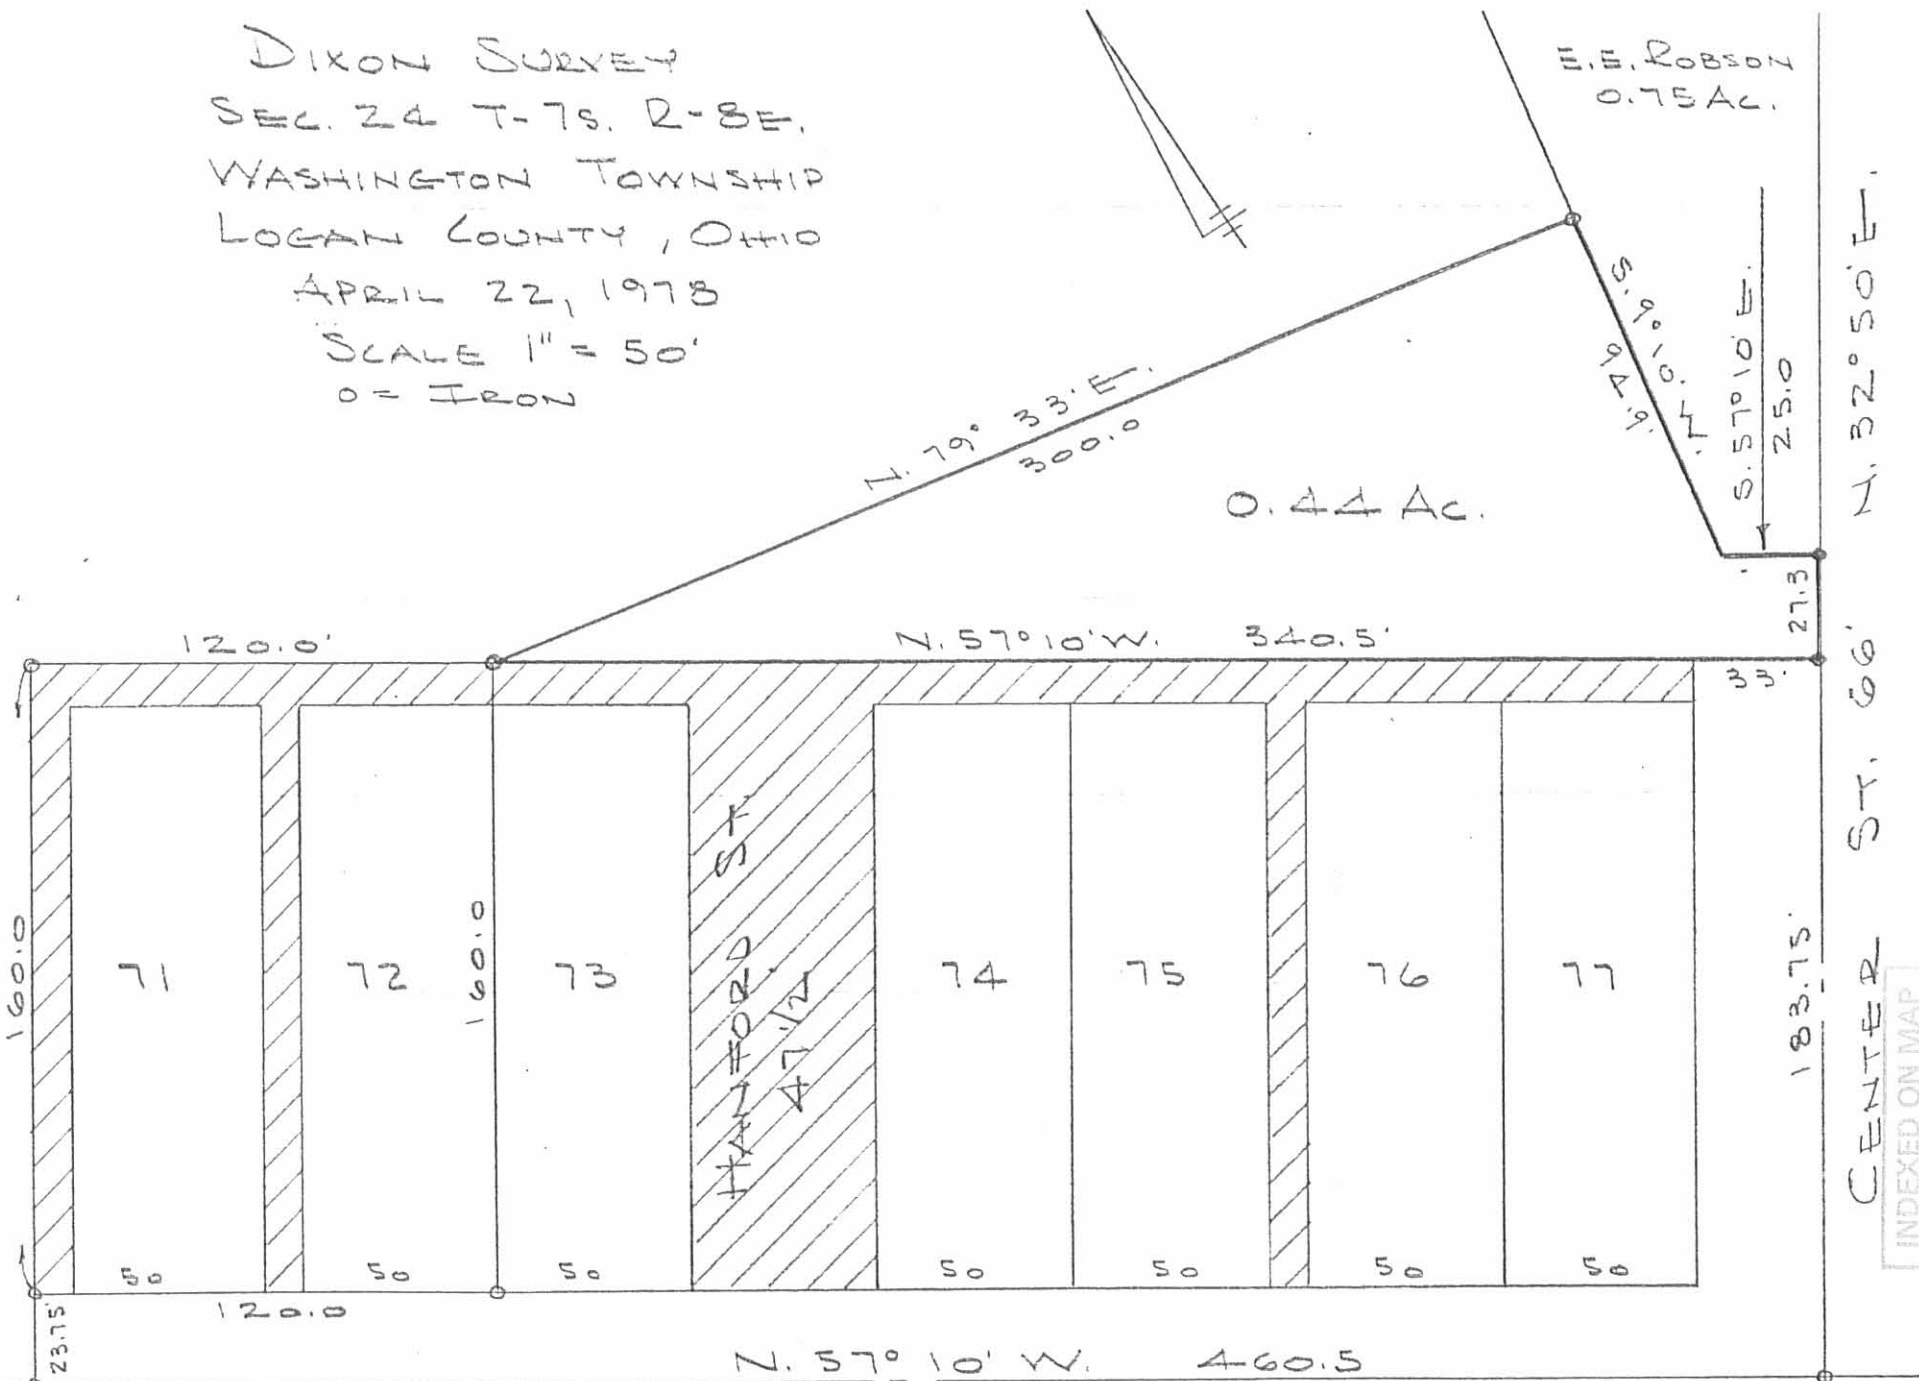 DIXON SURVEY
SEC. 24 T-7S. R-8E.
WASHINGTON TOWNSHIP
LOGAN COUNTY, OHIO
APRIL 22, 1978
SCALE 1" = 50'
o = IRON
E.E. ROBSON
0.75 AC.
N. 79° 33' E.
300.0
S. 9° 10' W.
94.9'
S. 57° 10' E.
25.0
N. 32° 50' E.
0.44 AC.
27.3
120.0'
N. 57° 10' W. 340.5'
33'
CENTER ST. 66'
160.0
71
72
160.0
73
HANFORD ST.
47 1/2'
74
75
76
77
183.75'
50
50
50
50
50
50
50
120.0
23.75'
N. 57° 10' W. 460.5
INDEXED ON MAP